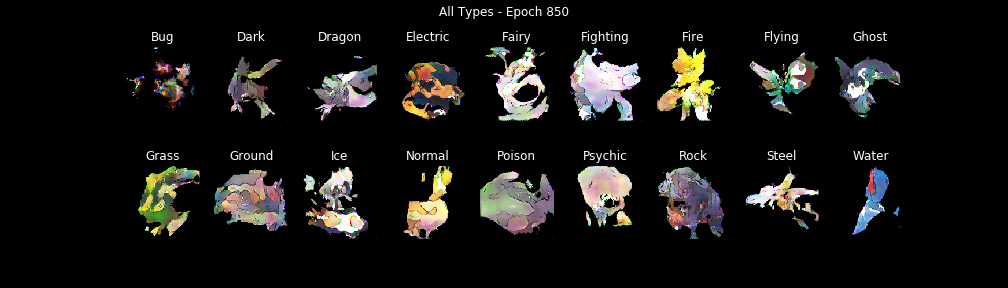 All Types - Epoch 850
Bug Dark Dragon Electric Fairy Fighting Fire Flying Ghost
Grass Ground Ice Normal Poison Psychic Rock Steel Water